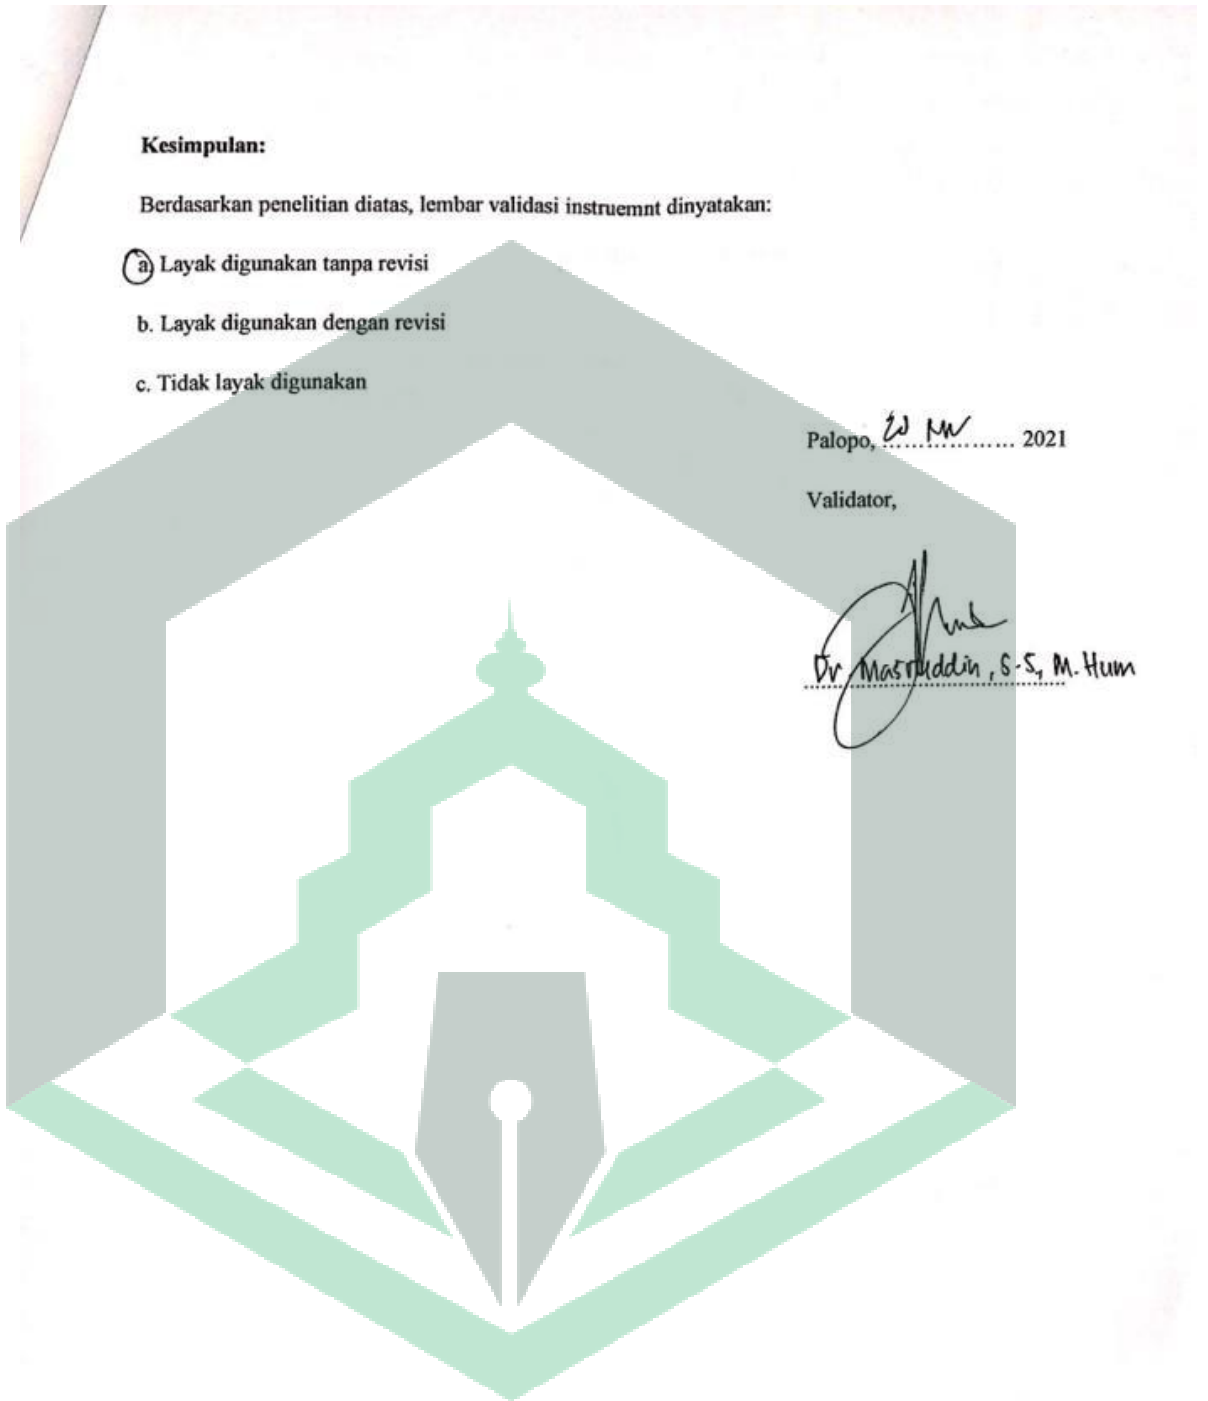 Kesimpulan:
Berdasarkan penelitian diatas, lembar validasi instruemnt dinyatakan:
a. Layak digunakan tanpa revisi
b. Layak digunakan dengan revisi
c. Tidak layak digunakan
Palopo, ................ 2021
Validator,
Dr Masruddin, S.S, M.Hum